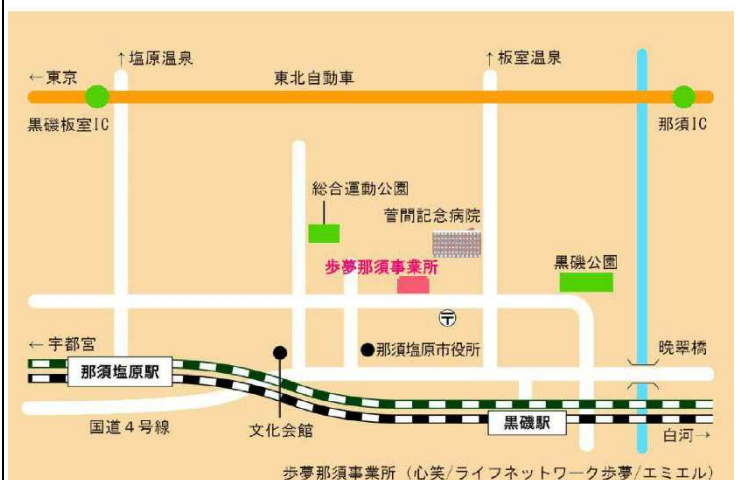 ↑塩原温泉
↑板室温泉
←東京
東北自動車
黒磯板室IC
那須IC
総合運動公園
菅間記念病院
歩夢那須事業所
黒磯公園
〒
←宇都宮
●那須塩原市役所
晩翠橋
那須塩原駅
国道4号線
文化会館
黒磯駅
白河→
歩夢那須事業所（心笑/ライフネットワーク歩夢/エミエル）